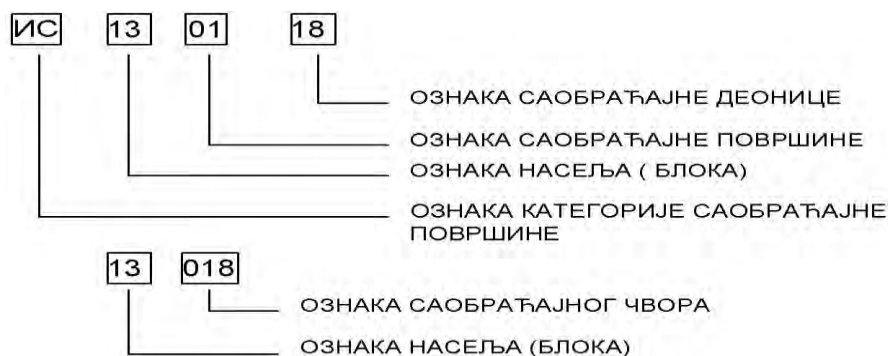 ИС 13 01 18
ОЗНАКА САОБРАЋАЈНЕ ДЕОНИЦЕ
ОЗНАКА САОБРАЋАЈНЕ ПОВРШИНЕ
ОЗНАКА НАСЕЉА ( БЛОКА)
ОЗНАКА КАТЕГОРИЈЕ САОБРАЋАЈНЕ
ПОВРШИНЕ
13 018
ОЗНАКА САОБРАЋАЈНОГ ЧВОРА
ОЗНАКА НАСЕЉА (БЛОКА)